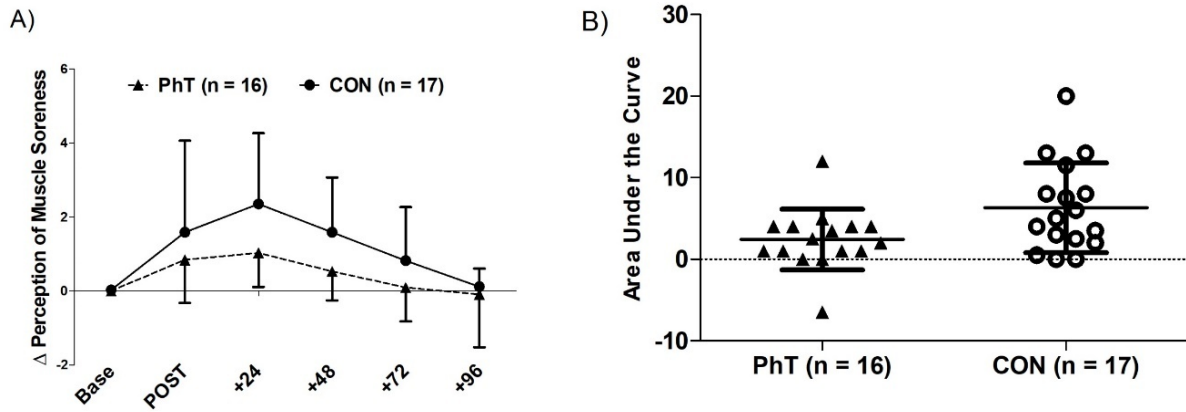 A)
Δ Perception of Muscle Soreness
6
4
2
0
-2
PhT (n = 16) CON (n = 17)
Base POST +24 +48 +72 +96
B)
Area Under the Curve
30
20
10
0
-10
PhT (n = 16) CON (n = 17)